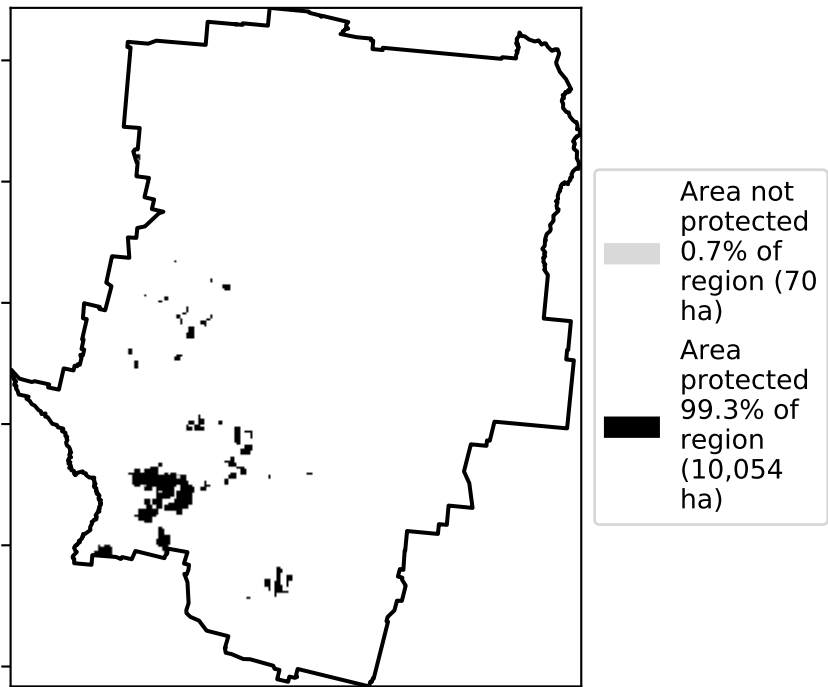 Area not
protected
0.7% of
region (70
ha)
Area
protected
99.3% of
region
(10,054
ha)